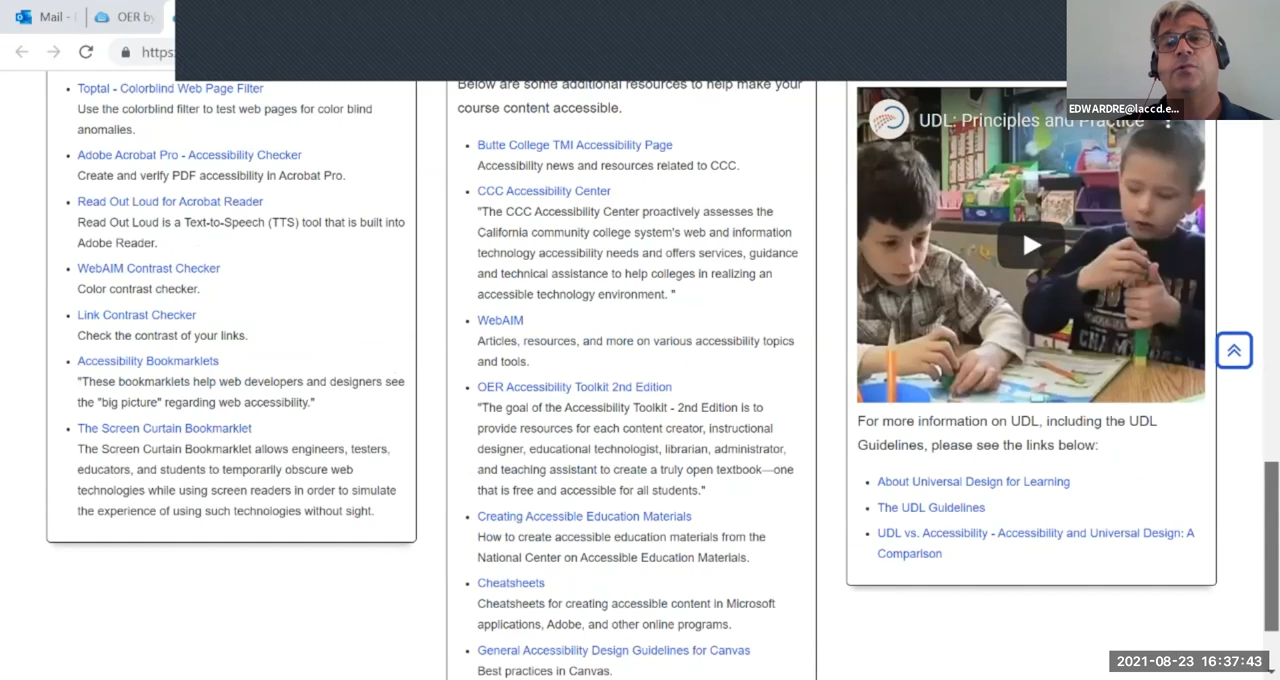 Mail -
OER by
https:
EDWARDRE@laccd.e...
Toptal - Colorblind Web Page Filter
Use the colorblind filter to test web pages for color blind
anomalies.
Adobe Acrobat Pro - Accessibility Checker
Create and verify PDF accessibility in Acrobat Pro.
Read Out Loud for Acrobat Reader
Read Out Loud is a Text-to-Speech (TTS) tool that is built into
Adobe Reader.
WebAIM Contrast Checker
Color contrast checker.
Link Contrast Checker
Check the contrast of your links.
Accessibility Bookmarklets
"These bookmarklets help web developers and designers see
the "big picture" regarding web accessibility."
The Screen Curtain Bookmarklet
The Screen Curtain Bookmarklet allows engineers, testers,
educators, and students to temporarily obscure web
technologies while using screen readers in order to simulate
the experience of using such technologies without sight.
Below are some additional resources to help make your
course content accessible.
Butte College TMI Accessibility Page
Accessibility news and resources related to CCC.
CCC Accessibility Center
"The CCC Accessibility Center proactively assesses the
California community college system's web and information
technology accessibility needs and offers services, guidance
and technical assistance to help colleges in realizing an
accessible technology environment. "
WebAIM
Articles, resources, and more on various accessibility topics
and tools.
OER Accessibility Toolkit 2nd Edition
"The goal of the Accessibility Toolkit - 2nd Edition is to
provide resources for each content creator, instructional
designer, educational technologist, librarian, administrator,
and teaching assistant to create a truly open textbook—one
that is free and accessible for all students."
Creating Accessible Education Materials
How to create accessible education materials from the
National Center on Accessible Education Materials.
Cheatsheets
Cheatsheets for creating accessible content in Microsoft
applications, Adobe, and other online programs.
General Accessibility Design Guidelines for Canvas
Best practices in Canvas.
UDL: Principles and Practice
For more information on UDL, including the UDL
Guidelines, please see the links below:
About Universal Design for Learning
The UDL Guidelines
UDL vs. Accessibility - Accessibility and Universal Design: A
Comparison
2021-08-23 16:37:43